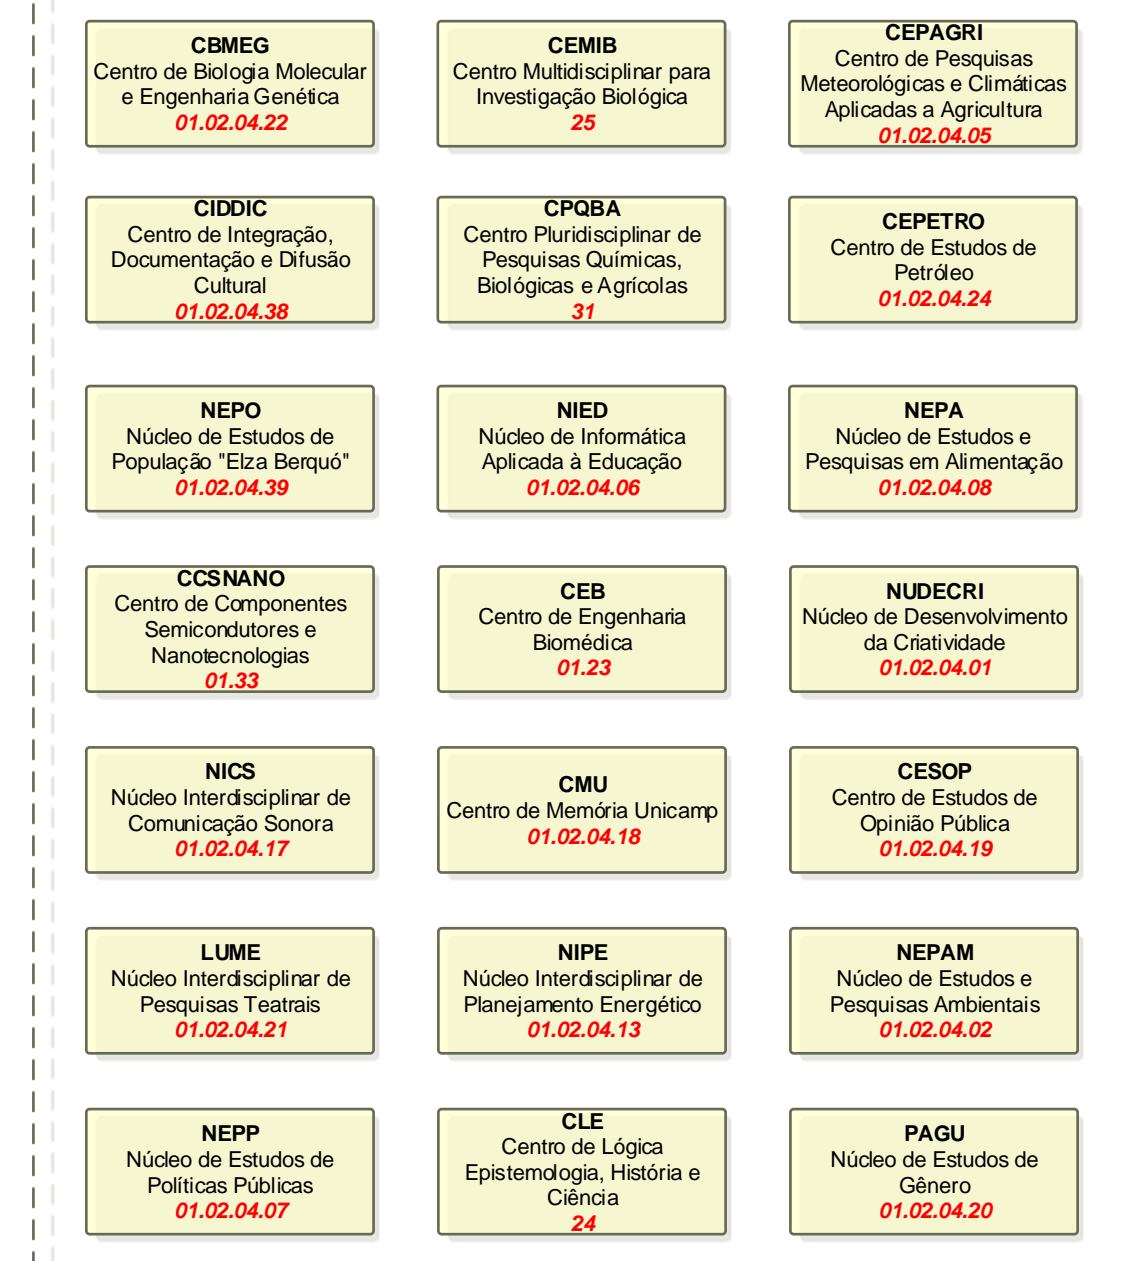 CBMEG
Centro de Biologia Molecular
e Engenharia Genética
01.02.04.22
CEMIB
Centro Multidisciplinar para
Investigação Biológica
25
CEPAGRI
Centro de Pesquisas
Meteorológicas e Climáticas
Aplicadas a Agricultura
01.02.04.05
CIDDIC
Centro de Integração,
Documentação e Difusão
Cultural
01.02.04.38
CPQBA
Centro Pluridisciplinar de
Pesquisas Químicas,
Biológicas e Agrícolas
31
CEPETRO
Centro de Estudos de
Petróleo
01.02.04.24
NEPO
Núcleo de Estudos de
População "Elza Berquó"
01.02.04.39
NIED
Núcleo de Informática
Aplicada à Educação
01.02.04.06
NEPA
Núcleo de Estudos e
Pesquisas em Alimentação
01.02.04.08
CCSNANO
Centro de Componentes
Semicondutores e
Nanotecnologias
01.33
CEB
Centro de Engenharia
Biomédica
01.23
NUDECRI
Núcleo de Desenvolvimento
da Criatividade
01.02.04.01
NICS
Núcleo Interdisciplinar de
Comunicação Sonora
01.02.04.17
CMU
Centro de Memória Unicamp
01.02.04.18
CESOP
Centro de Estudos de
Opinião Pública
01.02.04.19
LUME
Núcleo Interdisciplinar de
Pesquisas Teatrais
01.02.04.21
NIPE
Núcleo Interdisciplinar de
Planejamento Energético
01.02.04.13
NEPAM
Núcleo de Estudos e
Pesquisas Ambientais
01.02.04.02
NEPP
Núcleo de Estudos de
Políticas Públicas
01.02.04.07
CLE
Centro de Lógica
Epistemologia, História e
Ciência
24
PAGU
Núcleo de Estudos de
Gênero
01.02.04.20